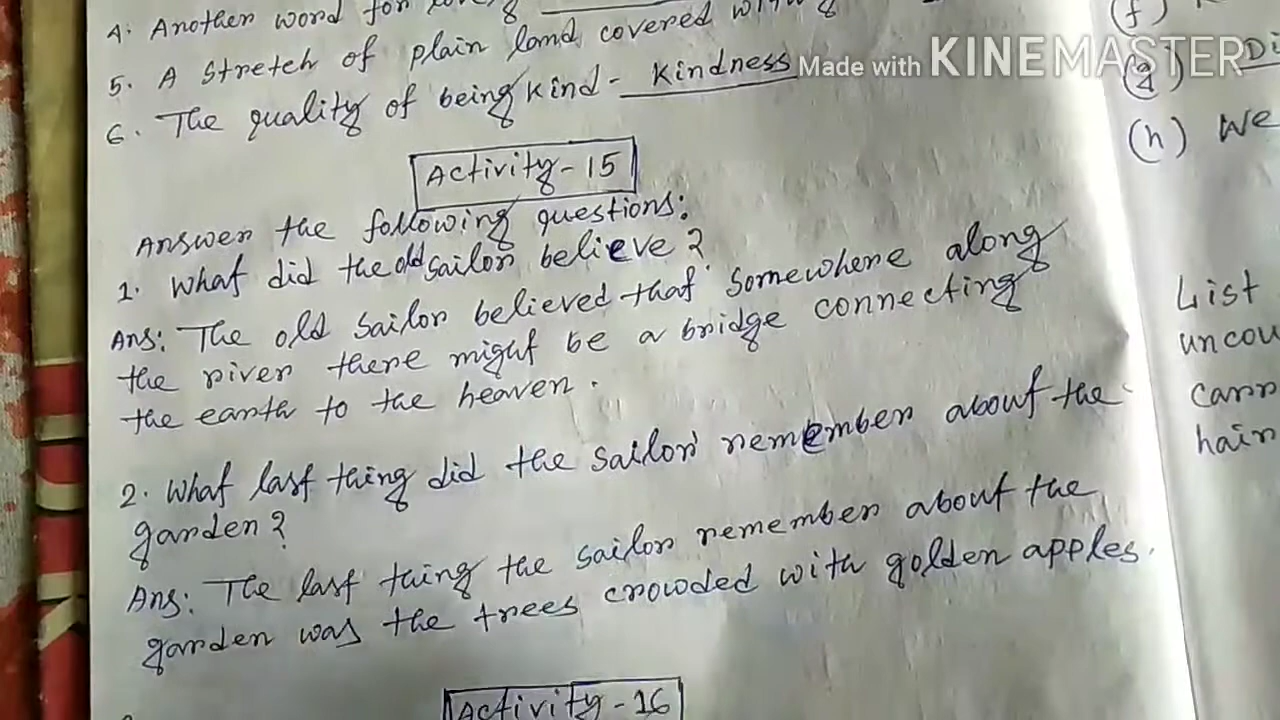 4. Another word for
5. A stretch of plain land covered with
6. The quality of being kind - Kindness
Activity - 15
Answer the following questions:
1. What did the old sailor believe?
Ans: The old sailor believed that somewhere along
the river there might be a bridge connecting
the earth to the heaven.
2. What last thing did the sailor remember about the
garden?
Ans: The last thing the sailor remember about the
garden was the trees crowded with golden apples.
Activity - 16
Made with KINEMASTER
(f)
(g) Di
(h) We
List
uncou
carr
hair